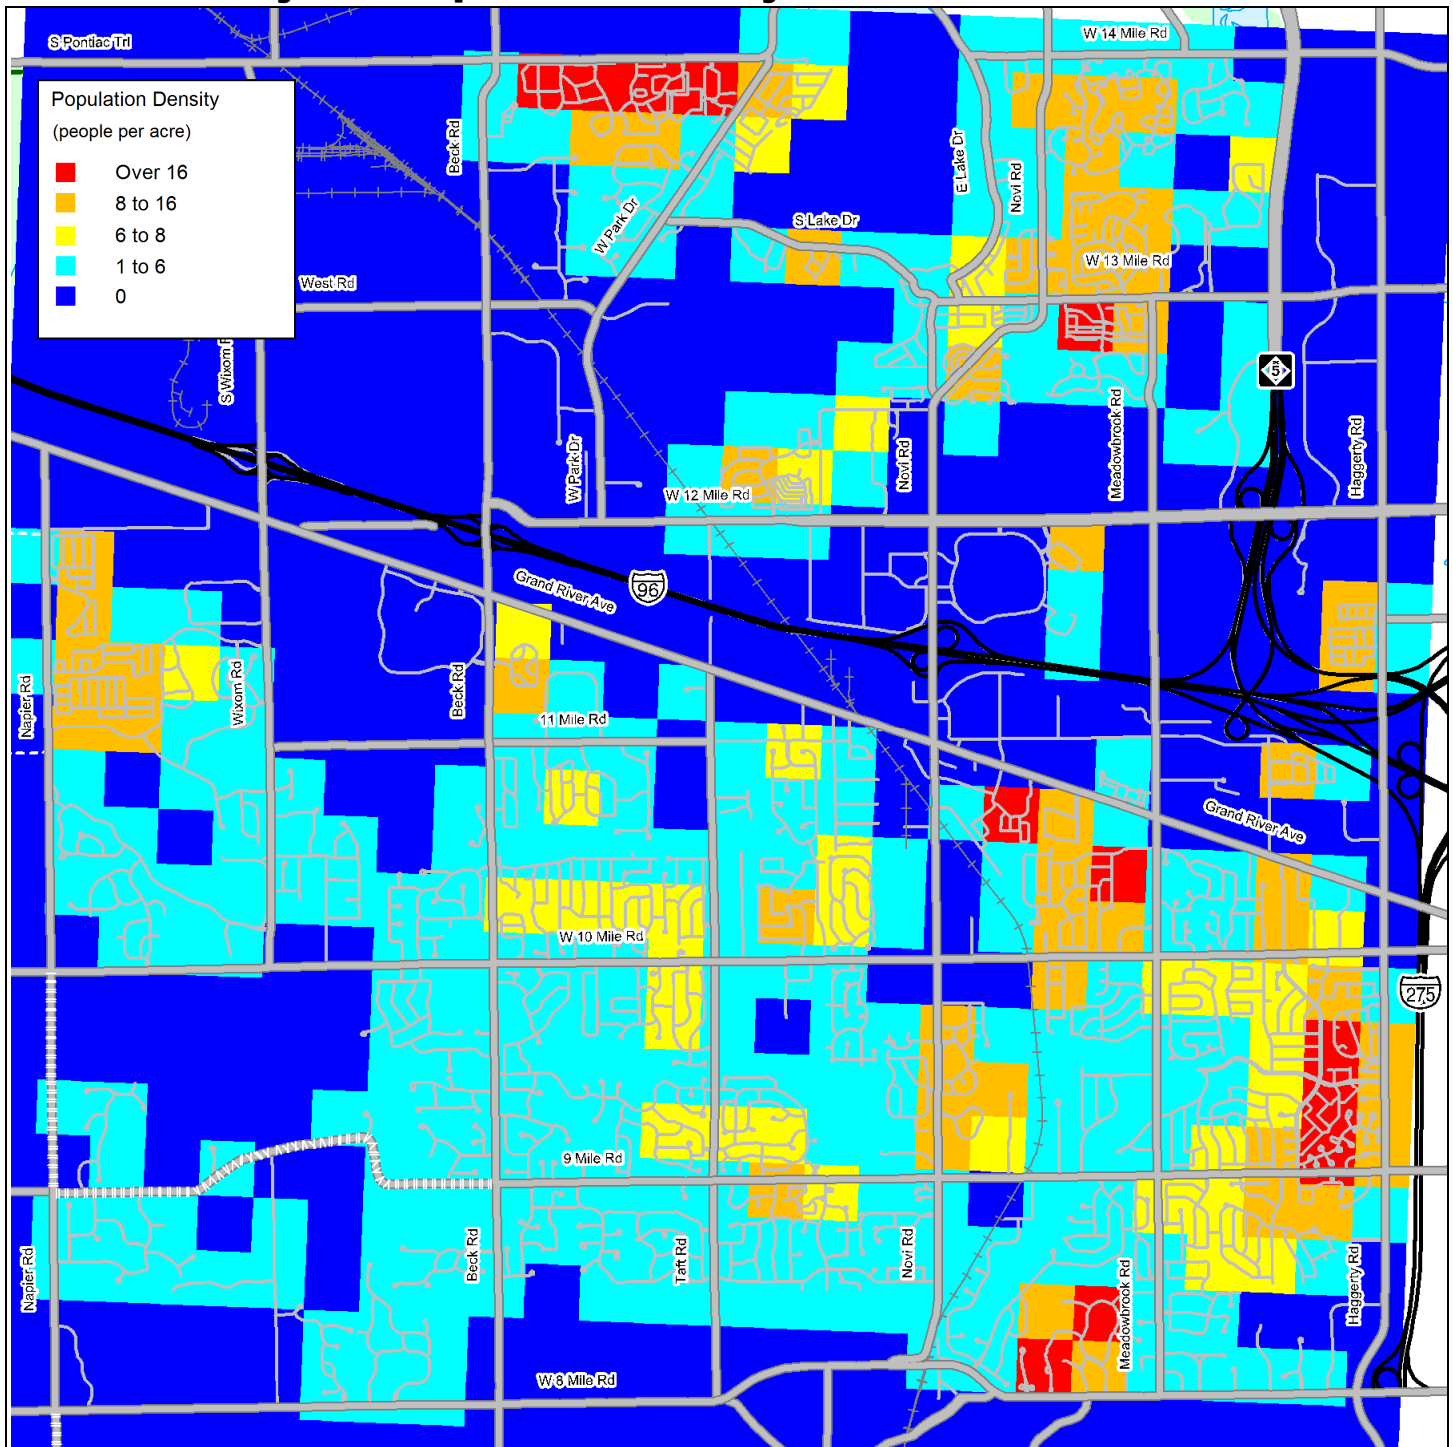 S Pontiac Trl
W 14 Mile Rd
Population Density
(people per acre)
Over 16
8 to 16
6 to 8
1 to 6
0
Beck Rd
E Lake Dr
Novi Rd
W Park Dr
S Lake Dr
W 13 Mile Rd
West Rd
5
Meadowbrook Rd
Haggerty Rd
W Park Dr
Novi Rd
W 12 Mile Rd
Grand River Ave
96
Napier Rd
Wixom Rd
Beck Rd
11 Mile Rd
Grand River Ave
W 10 Mile Rd
275
9 Mile Rd
Napier Rd
Beck Rd
Taft Rd
Novi Rd
Meadowbrook Rd
Haggerty Rd
W 8 Mile Rd